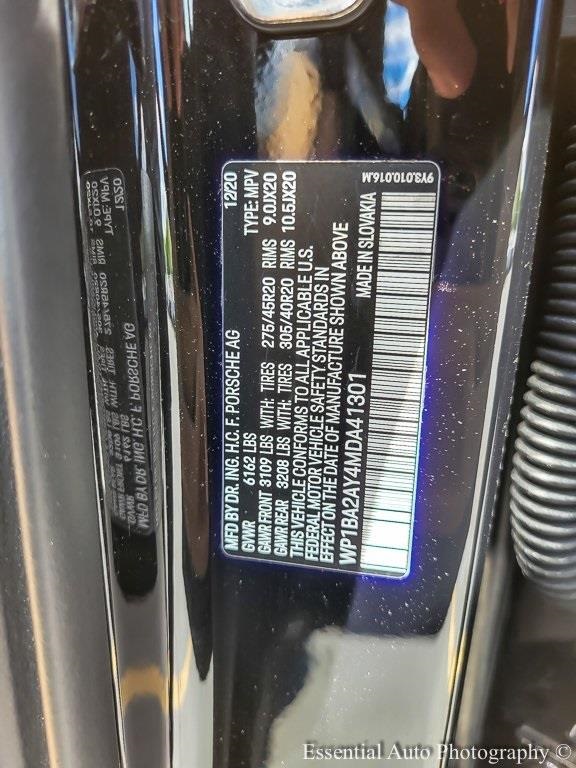 MFD BY DR. ING. H.C. F. PORSCHE AG 12/20
GVWR 6162 LBS TYPE: MPV
GAWR FRONT 3109 LBS WITH: TIRES 275/45R20 RIMS 9.0JX20
GAWR REAR 3208 LBS WITH: TIRES 305/40R20 RIMS 10.5JX20
THIS VEHICLE CONFORMS TO ALL APPLICABLE U.S.
FEDERAL MOTOR VEHICLE SAFETY STANDARDS IN
EFFECT ON THE DATE OF MANUFACTURE SHOWN ABOVE
WP1BA2AY4MDA41301 MADE IN SLOVAKIA
9Y3.010.016.M
Essential Auto Photography ©